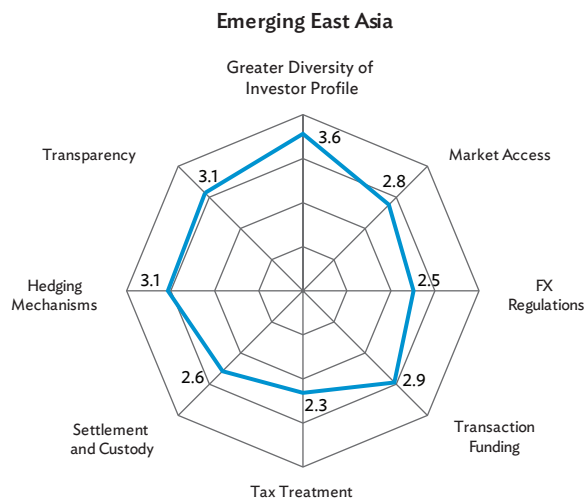 Emerging East Asia
Greater Diversity of
Investor Profile
3.6
Transparency
3.1
Market Access
2.8
Hedging
Mechanisms
3.1
2.5
FX
Regulations
2.6
2.9
Settlement
and Custody
2.3
Transaction
Funding
Tax Treatment